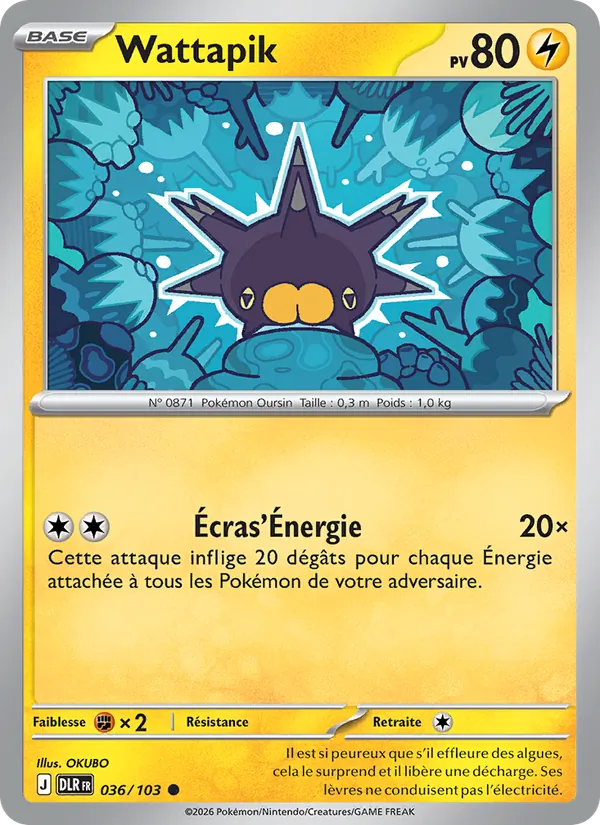 BASE
Wattapik
PV 80
N° 0871 Pokémon Oursin Taille : 0,3 m Poids : 1,0 kg
Écras'Énergie 20×
Cette attaque inflige 20 dégâts pour chaque Énergie
attachée à tous les Pokémon de votre adversaire.
Faiblesse ×2 Résistance Retraite
Illus. OKUBO
Il est si peureux que s'il effleure des algues,
cela le surprend et il libère une décharge. Ses
lèvres ne conduisent pas l'électricité.
J DLR FR 036/103
©2026 Pokémon/Nintendo/Creatures/GAME FREAK